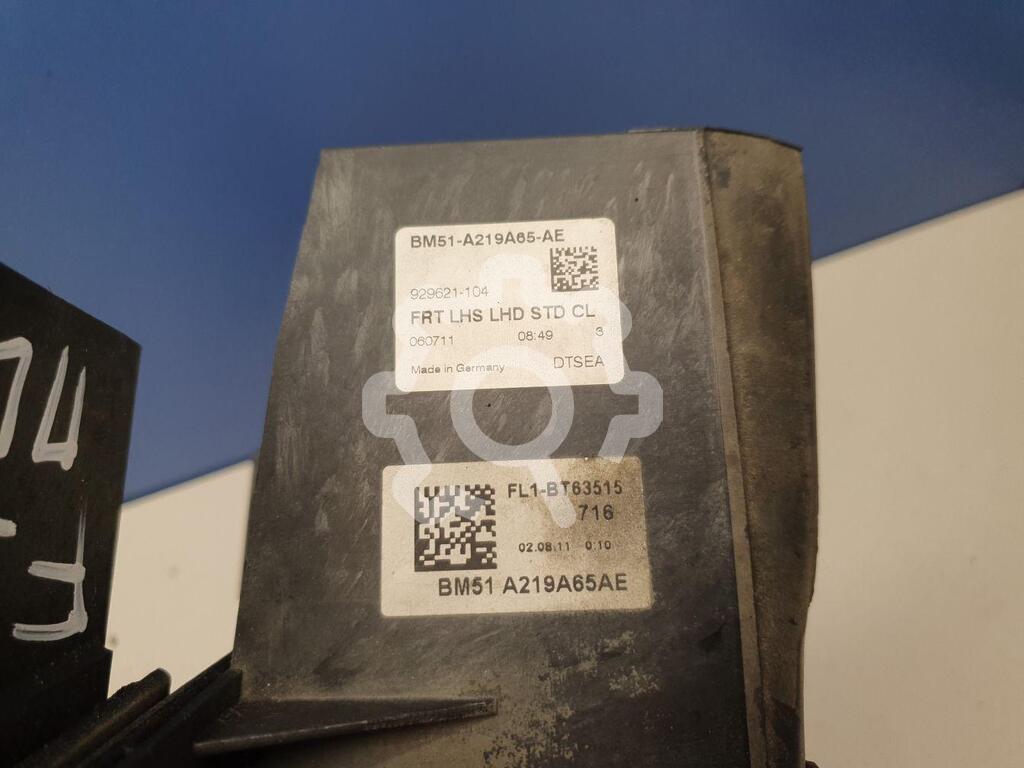 BM51-A219A65-AE
929621-104
FRT LHS LHD STD CL
060711 08:49 3
Made in Germany DTSEA
FL1-BT63515
716
02.08.11 0:10
BM51 A219A65AE